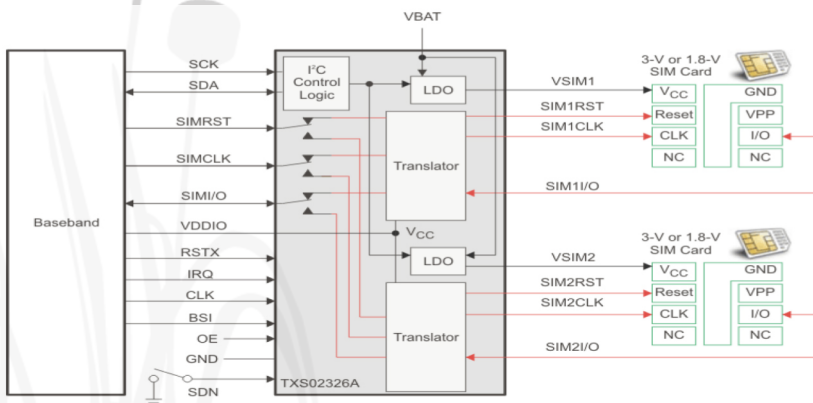 VBAT
SCK
SDA
SIMRST
SIMCLK
SIMI/O
VDDIO
RSTX
IRQ
CLK
BSI
OE
GND
SDN
Baseband
I²C
Control
Logic
LDO
Translator
VCC
LDO
Translator
TXS02326A
VSIM1
SIM1RST
SIM1CLK
SIM1I/O
VSIM2
SIM2RST
SIM2CLK
SIM2I/O
3-V or 1.8-V
SIM Card
VCC GND
Reset VPP
CLK I/O
NC NC
3-V or 1.8-V
SIM Card
VCC GND
Reset VPP
CLK I/O
NC NC